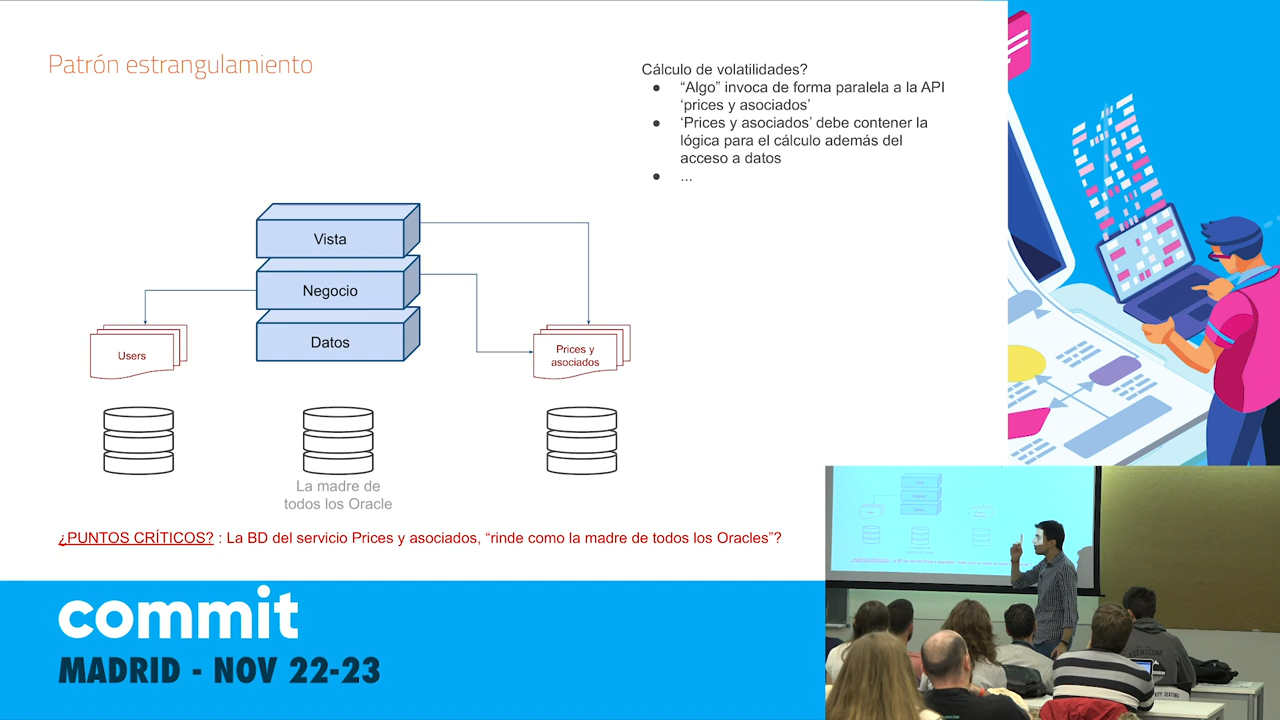 Patrón estrangulamiento
Cálculo de volatilidades?
● “Algo” invoca de forma paralela a la API
‘prices y asociados’
● ‘Prices y asociados’ debe contener la
lógica para el cálculo además del
acceso a datos
● ...
Vista
Negocio
Datos
Users
Prices y
asociados
La madre de
todos los Oracle
¿PUNTOS CRÍTICOS? : La BD del servicio Prices y asociados, “rinde como la madre de todos los Oracles”?
commit
MADRID - NOV 22-23